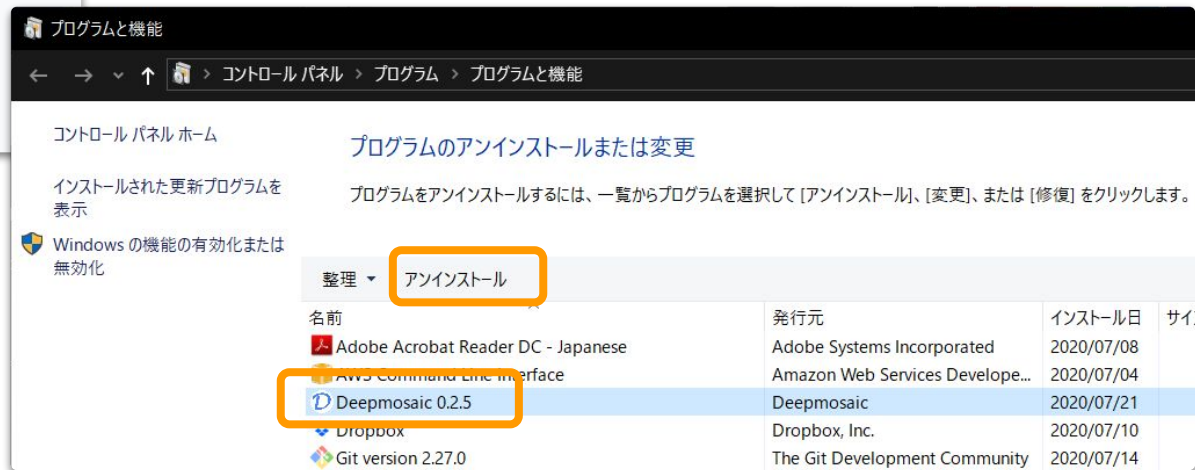 プログラムと機能
コントロール パネル > プログラム > プログラムと機能
コントロール パネル ホーム
インストールされた更新プログラムを
表示
Windows の機能の有効化または
無効化
プログラムのアンインストールまたは変更
プログラムをアンインストールするには、一覧からプログラムを選択して [アンインストール]、[変更]、または [修復] をクリックします。
整理 アンインストール
名前 発行元 インストール日
Adobe Acrobat Reader DC - Japanese Adobe Systems Incorporated 2020/07/08
AWS Command Line Interface Amazon Web Services Develope... 2020/07/04
Deepmosaic 0.2.5 Deepmosaic 2020/07/21
Dropbox Dropbox, Inc. 2020/07/10
Git version 2.27.0 The Git Development Community 2020/07/14